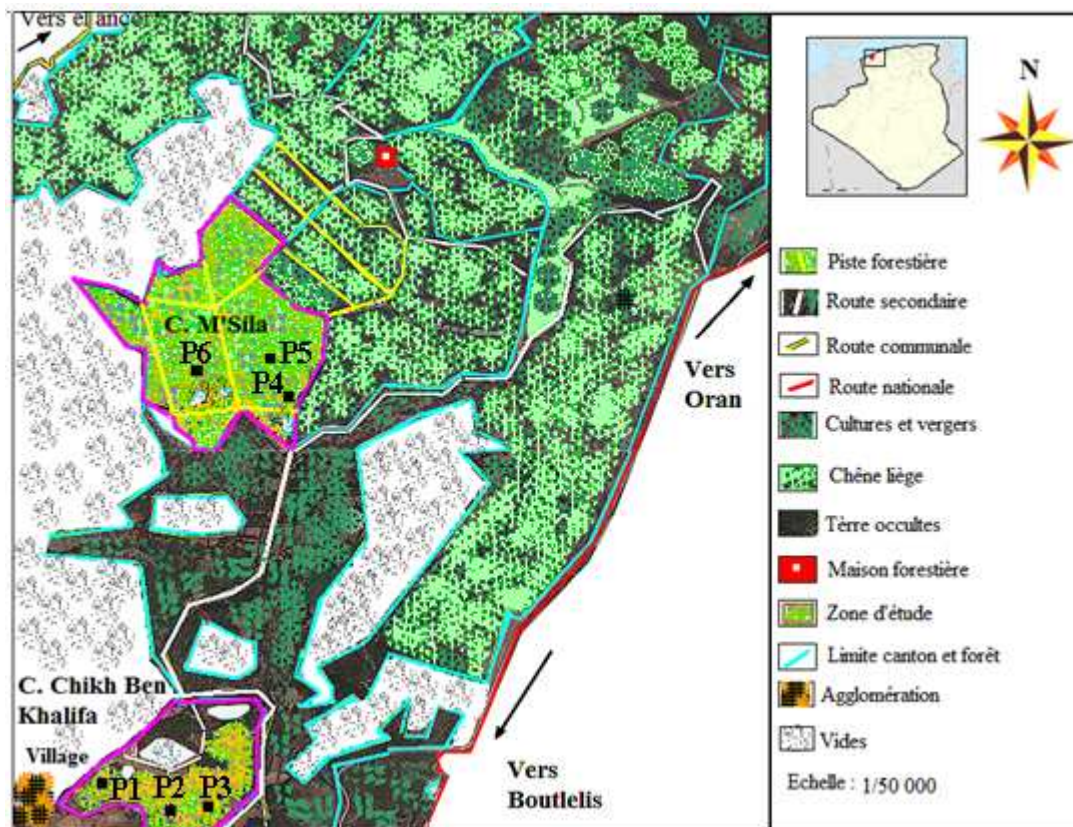 Vers el anco
N
Piste forestière
Route secondaire
Route communale
Route nationale
Cultures et vergers
Chêne liège
Tèrre occultes
Maison forestière
Zone d'étude
Limite canton et forêt
Agglomération
Vides
Echelle : 1/50 000
C. M'Sila
P6
P5
P4
Vers
Oran
C. Chikh Ben
Khalifa
Village
P1
P2
P3
Vers
Boutlelis